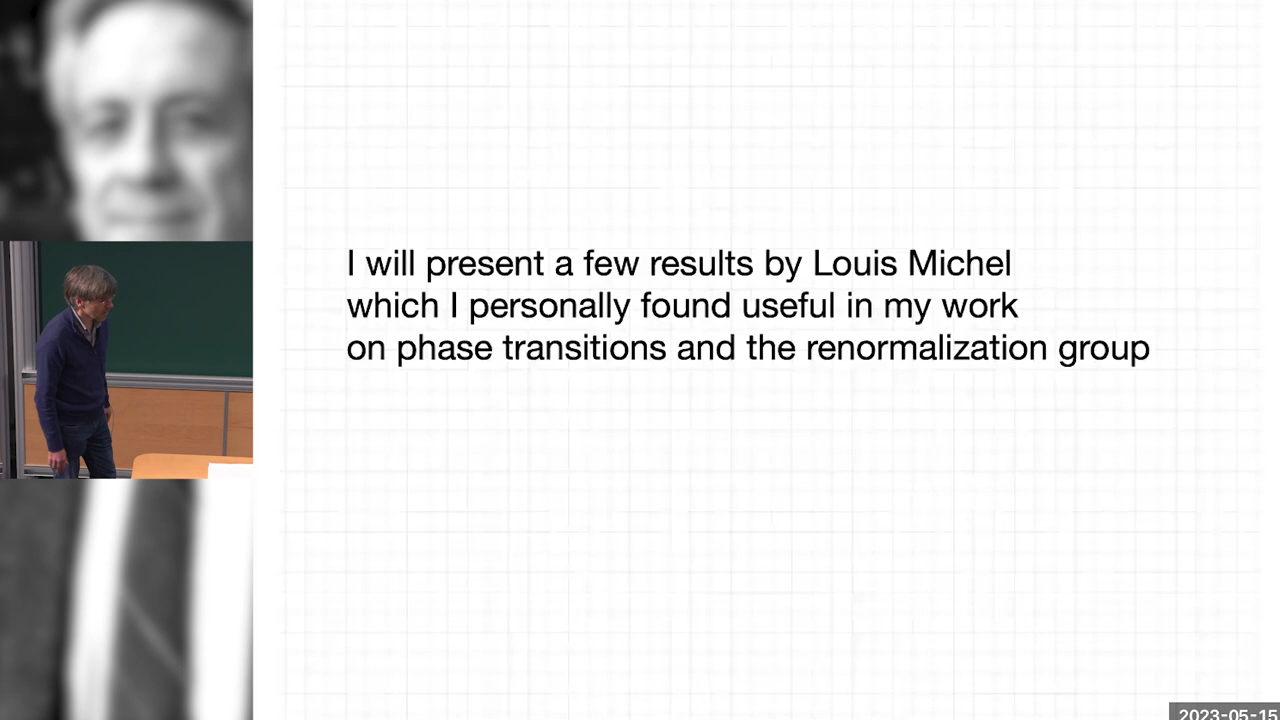 I will present a few results by Louis Michel
which I personally found useful in my work
on phase transitions and the renormalization group
2023-05-15